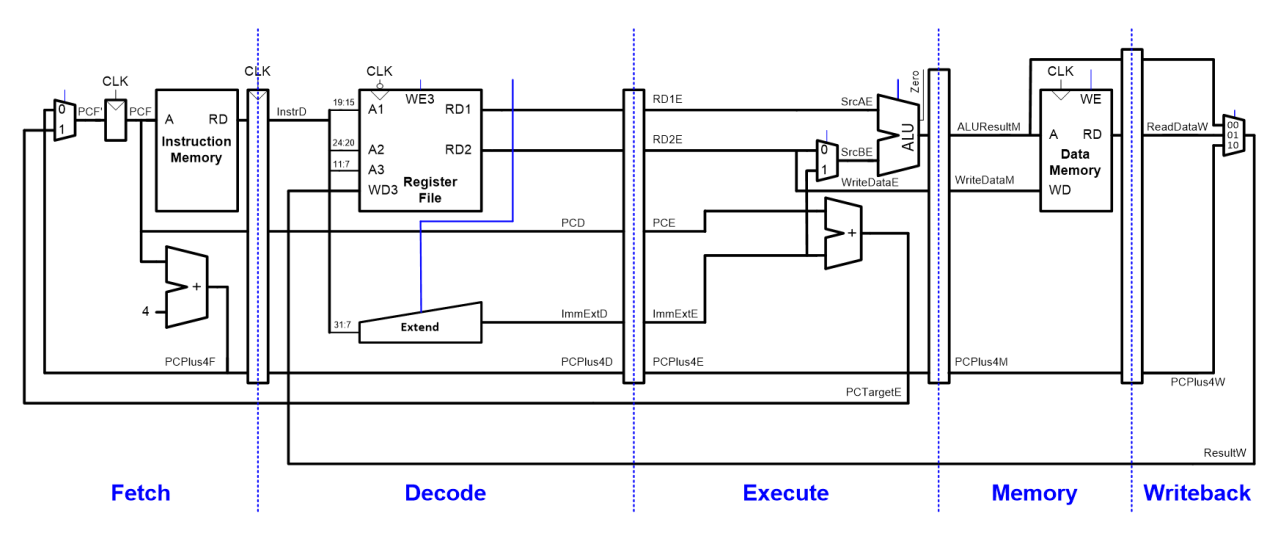 CLK
0
1
PCF'
PCF
A
RD
Instruction
Memory
4
+
PCPlus4F
CLK
InstrD
CLK
19:15
A1
WE3
RD1
24:20
A2
RD2
11:7
A3
WD3
Register
File
PCD
31:7
Extend
ImmExtD
PCPlus4D
RD1E
RD2E
SrcAE
0
1
SrcBE
ALU
Zero
WriteDataE
PCE
+
ImmExtE
PCPlus4E
PCTargetE
ALUResultM
WriteDataM
CLK
WE
A
RD
Data
Memory
WD
PCPlus4M
ReadDataW
00
01
10
PCPlus4W
ResultW
Fetch
Decode
Execute
Memory
Writeback